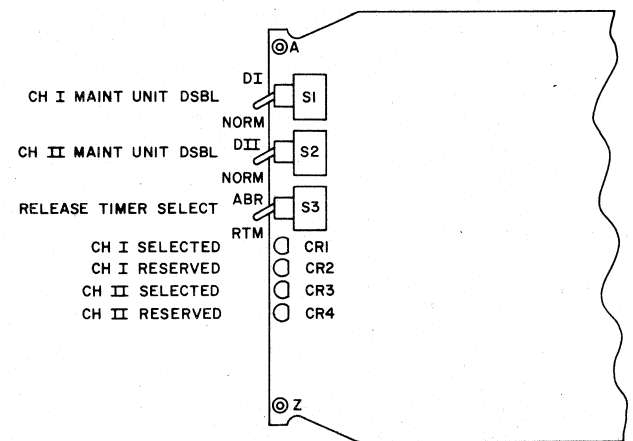 A
DI
CH I MAINT UNIT DSBL
S1
NORM
DII
CH II MAINT UNIT DSBL
S2
NORM
ABR
RELEASE TIMER SELECT
S3
RTM
CH I SELECTED CR1
CH I RESERVED CR2
CH II SELECTED CR3
CH II RESERVED CR4
Z